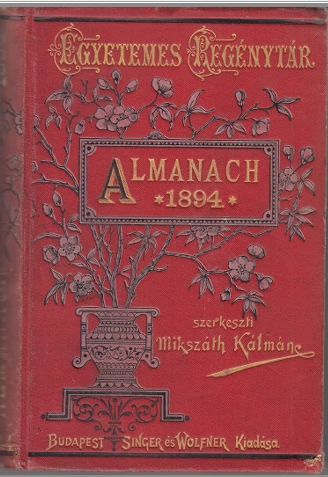 EGYETEMES REGÉNYTÁR.
ALMANACH
*1894*
szerkeszti
Mikszáth Kálmán
BUDAPEST SINGER és WOLFNER Kiadása.